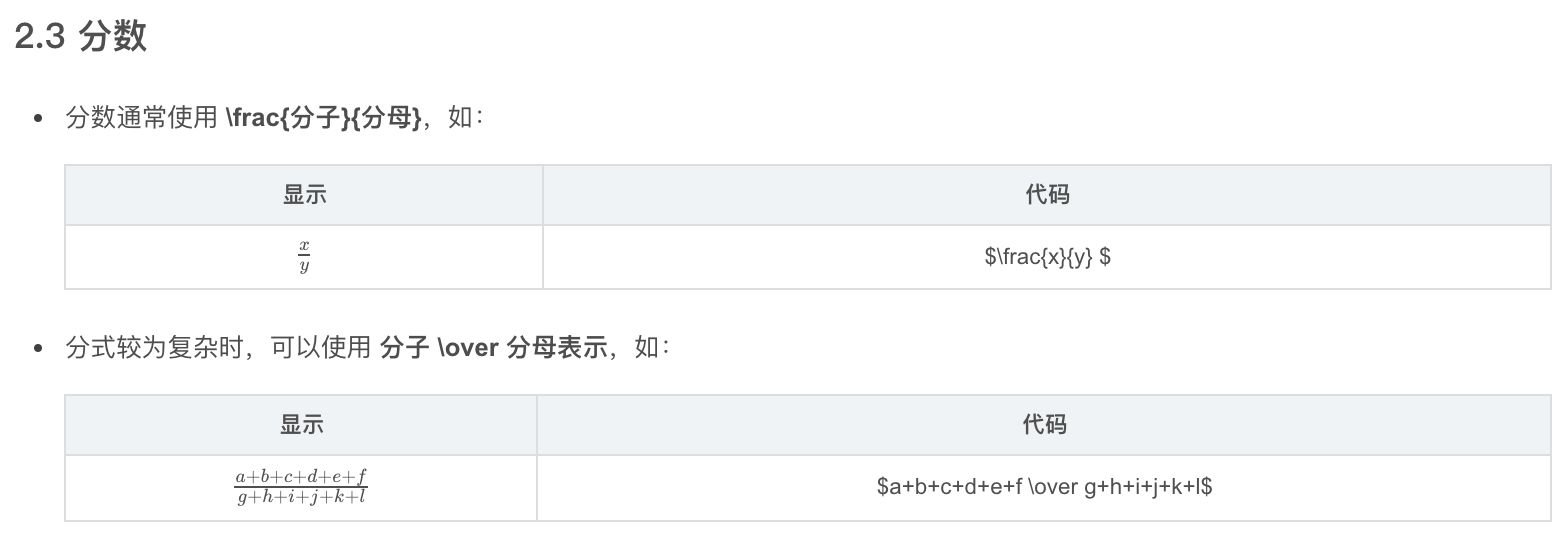 2.3 分数
• 分数通常使用 \frac{分子}{分母}，如：
显示 代码
x/y $\frac{x}{y} $
• 分式较为复杂时，可以使用 分子 \over 分母表示，如：
显示 代码
a+b+c+d+e+f
g+h+i+j+k+l $a+b+c+d+e+f \over g+h+i+j+k+l$